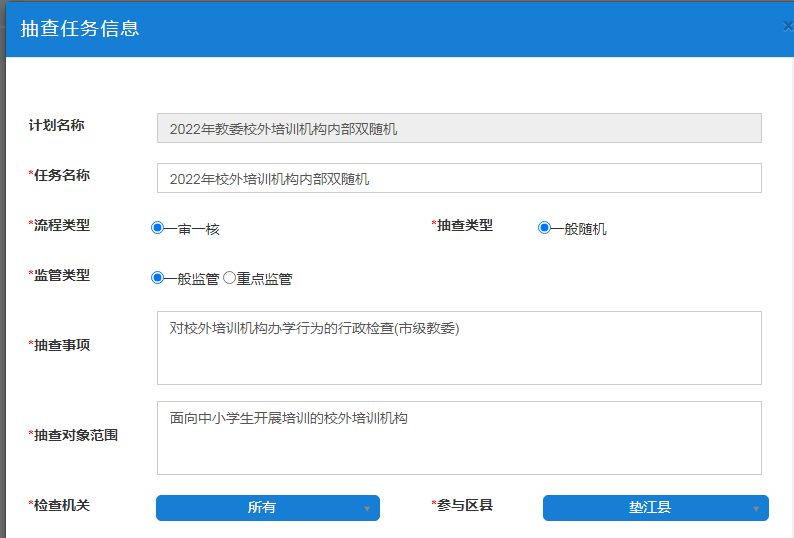 抽查任务信息
计划名称 2022年教委校外培训机构内部双随机
*任务名称 2022年校外培训机构内部双随机
*流程类型 一审一核 *抽查类型 一般随机
*监管类型 一般监管 重点监管
*抽查事项 对校外培训机构办学行为的行政检查(市级教委)
*抽查对象范围 面向中小学生开展培训的校外培训机构
*检查机关 所有 *参与区县 垫江县